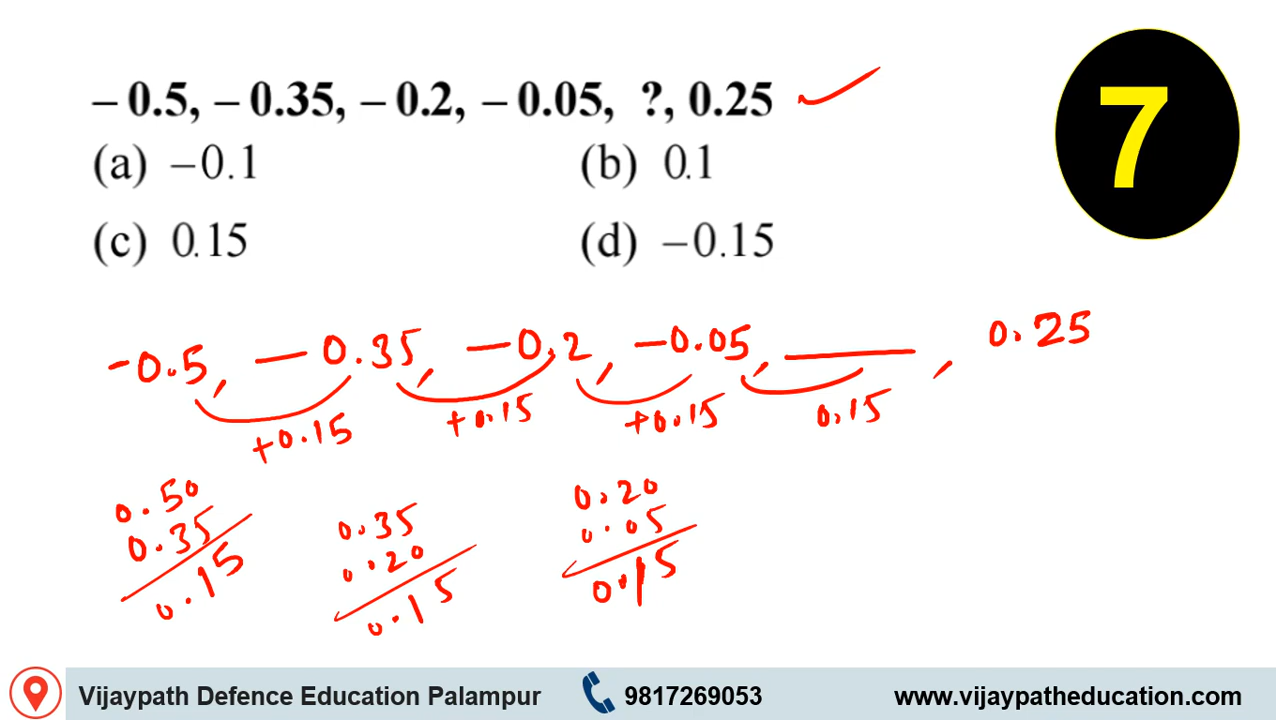 – 0.5, – 0.35, – 0.2, – 0.05, ?, 0.25
7
(a) –0.1 (b) 0.1
(c) 0.15 (d) –0.15
-0.5, — 0.35, —0.2, —0.05, ______, 0.25
+0.15 +0.15 +0.15 0.15
0.50 0.35 0.20
0.35 0.20 0.05
0.15 0.15 0.15
Vijaypath Defence Education Palampur 9817269053 www.vijaypatheducation.com